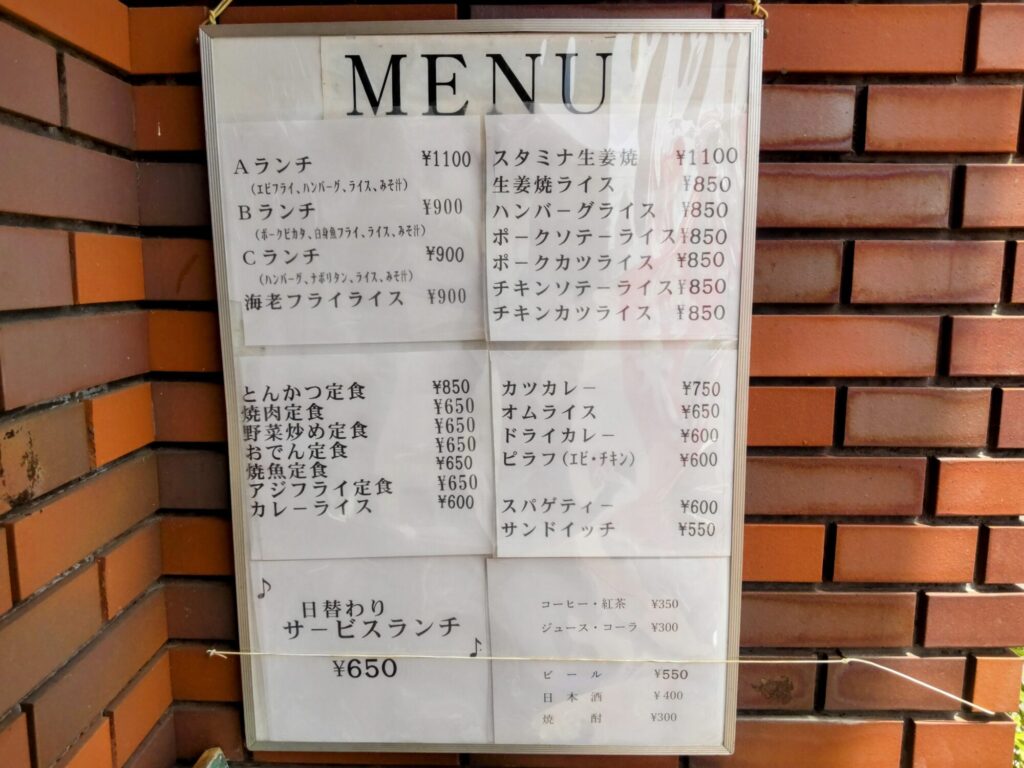 MENU
Aランチ ¥1100
(エビフライ、ハンバーグ、ライス、みそ汁)
Bランチ ¥900
(ポークピカタ、白身魚フライ、ライス、みそ汁)
Cランチ ¥900
(ハンバーグ、ナポリタン、ライス、みそ汁)
海老フライライス ¥900
スタミナ生姜焼 ¥1100
生姜焼ライス ¥850
ハンバーグライス ¥850
ポークソテーライス ¥850
ポークカツライス ¥850
チキンソテーライス ¥850
チキンカツライス ¥850
とんかつ定食 ¥850
焼肉定食 ¥650
野菜炒め定食 ¥650
おでん定食 ¥650
焼魚定食 ¥650
アジフライ定食 ¥650
カレーライス ¥600
カツカレー ¥750
オムライス ¥650
ドライカレー ¥600
ピラフ(エビ・チキン) ¥600
スパゲティー ¥600
サンドイッチ ¥550
♪
日替わり
サービスランチ
♪
¥650
コーヒー・紅茶 ¥350
ジュース・コーラ ¥300
ビール ¥550
日本酒 ¥400
焼酎 ¥300